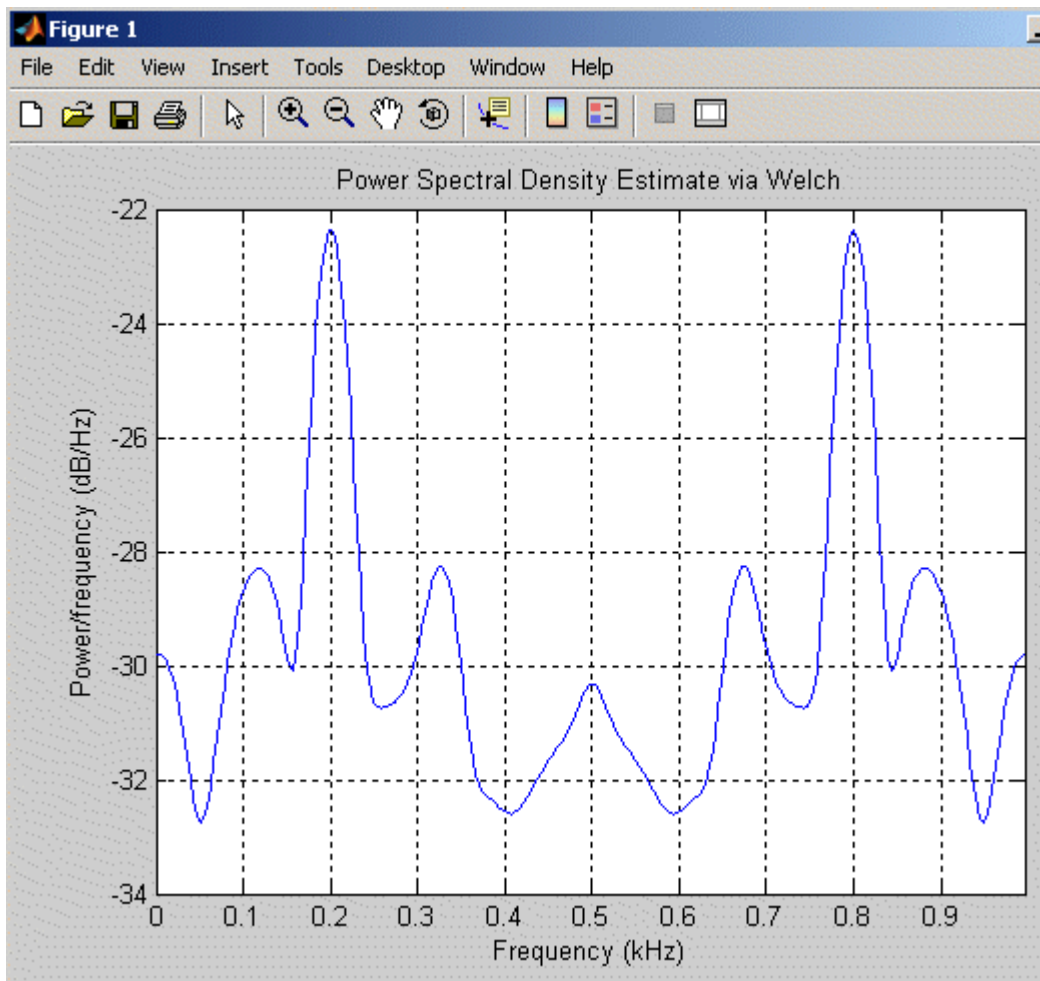 Figure 1
File Edit View Insert Tools Desktop Window Help
Power Spectral Density Estimate via Welch
-22
-24
-26
-28
-30
-32
-34
Power/frequency (dB/Hz)
0 0.1 0.2 0.3 0.4 0.5 0.6 0.7 0.8 0.9
Frequency (kHz)